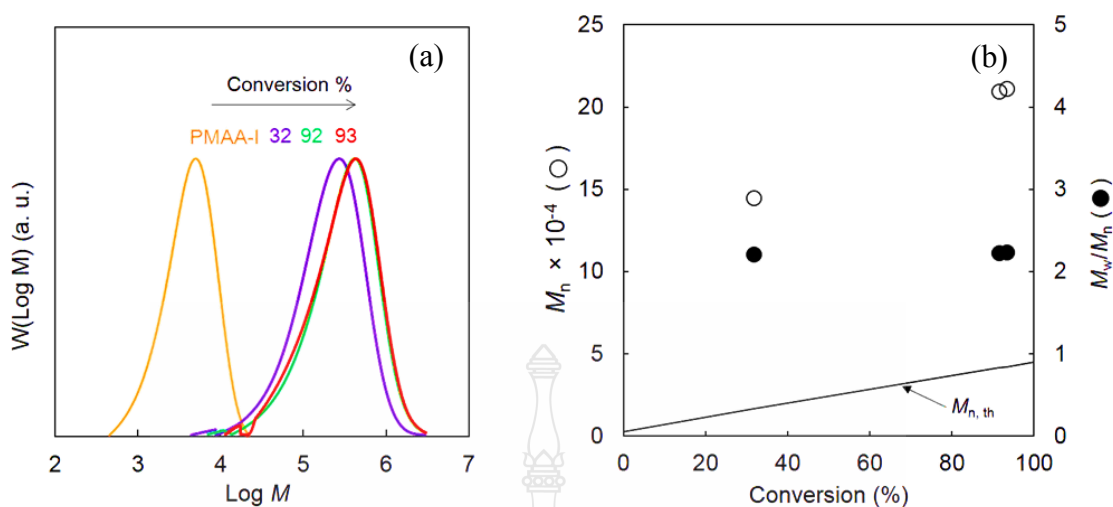 (a)
Conversion %
PMAA-I 32 92 93
W(Log M) (a. u.)
2 3 4 5 6 7
Log M
(b)
25
20
15
10
5
0
Mn × 10-4 (○)
5
4
3
2
1
0
Mw/Mn (●)
Mn, th
0 20 40 60 80 100
Conversion (%)